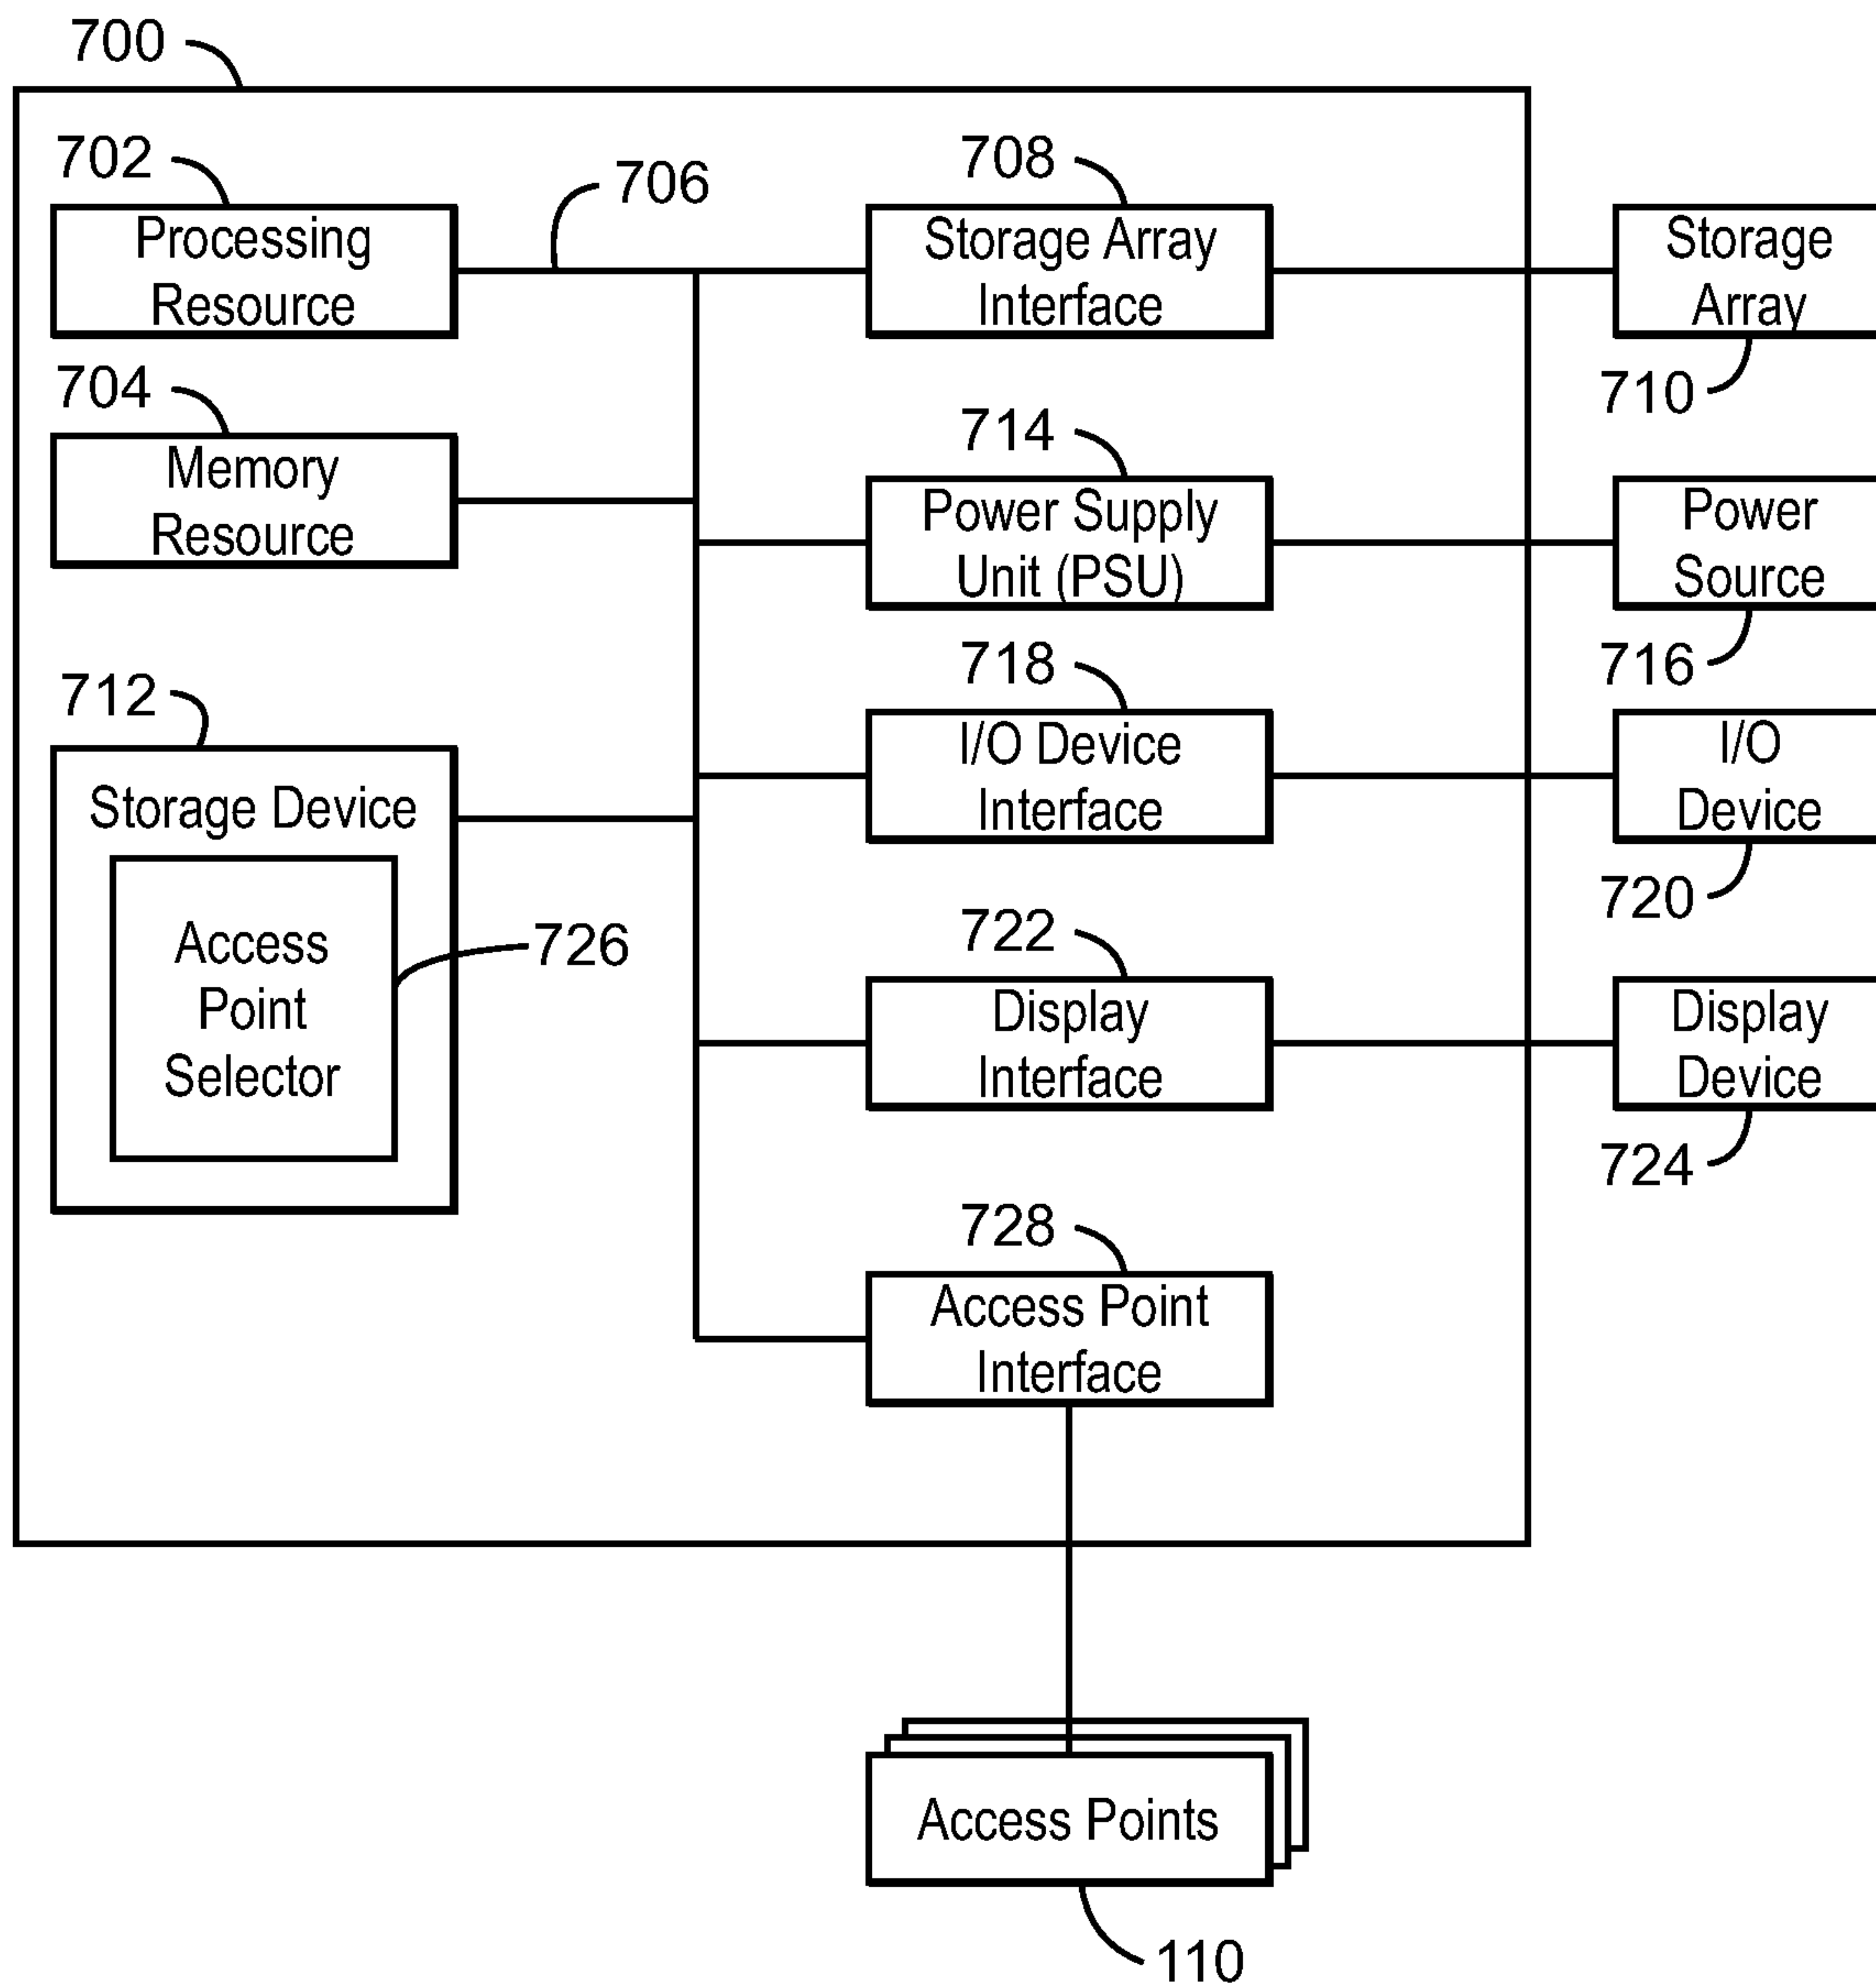 700
702
706
708
Processing
Resource
Storage Array
Interface
Storage
Array
710
704
Memory
Resource
714
Power Supply
Unit (PSU)
Power
Source
716
712
Storage Device
Access
Point
Selector
726
718
I/O Device
Interface
I/O
Device
720
722
Display
Interface
Display
Device
724
728
Access Point
Interface
Access Points
110